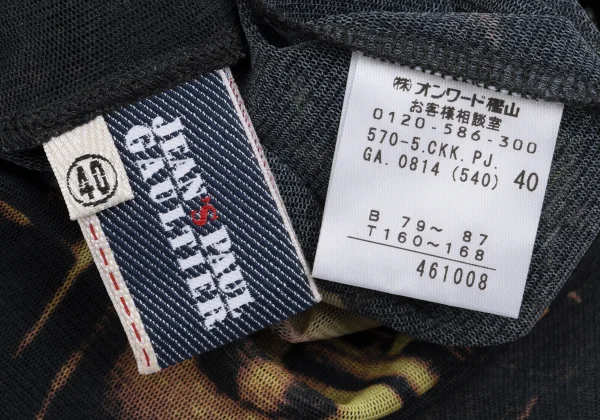 40
JEAN'S PAUL
GAULTIER
(株) オンワード樫山
お客様相談室
0120-586-300
570-5.CKK.PJ.
GA.0814 (540) 40
B 79~ 87
T160~168
461008